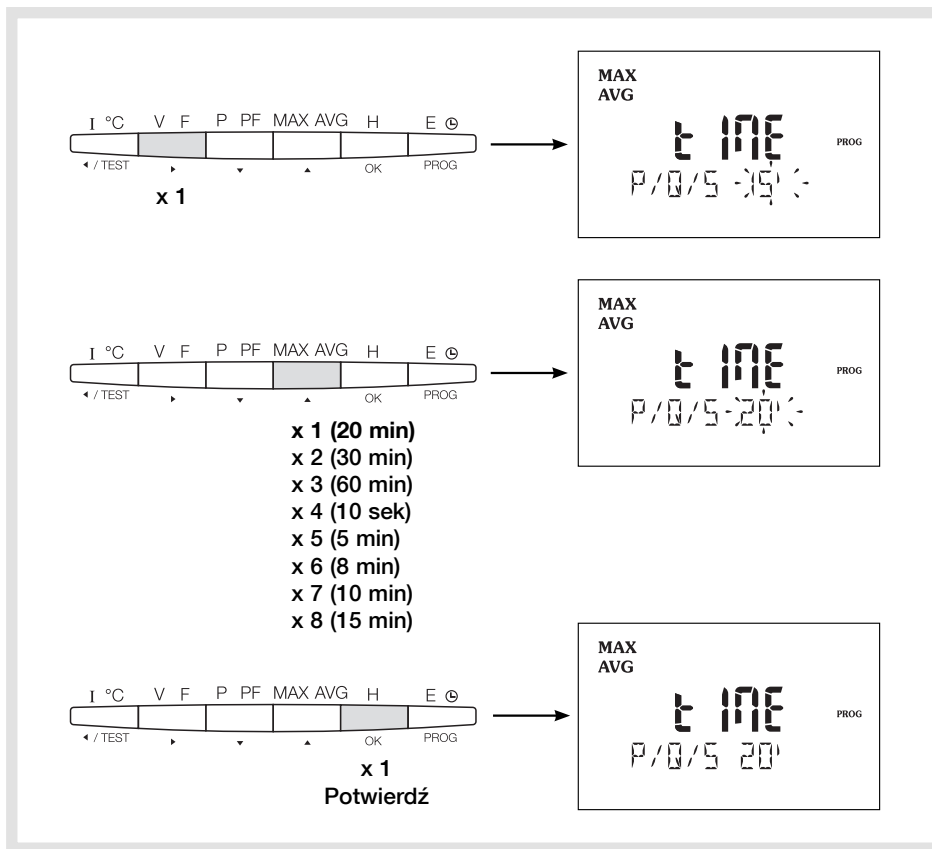 MAX
AVG
I °C V F P PF MAX AVG H E
/ TEST OK PROG
x 1
tIME
PROG
P/Q/S 15'
MAX
AVG
I °C V F P PF MAX AVG H E
/ TEST OK PROG
tIME
PROG
P/Q/S 20'
x 1 (20 min)
x 2 (30 min)
x 3 (60 min)
x 4 (10 sek)
x 5 (5 min)
x 6 (8 min)
x 7 (10 min)
x 8 (15 min)
MAX
AVG
I °C V F P PF MAX AVG H E
/ TEST OK PROG
tIME
PROG
P/Q/S 20'
x 1
Potwierdź